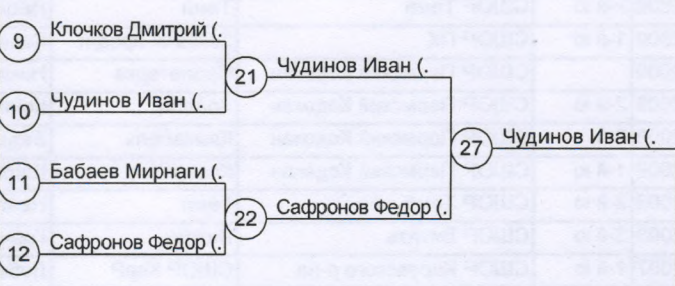 9 Клочков Дмитрий (.
21 Чудинов Иван (.
10 Чудинов Иван (.
27 Чудинов Иван (.
11 Бабаев Мирнаги (.
22 Сафронов Федор (.
12 Сафронов Федор (.